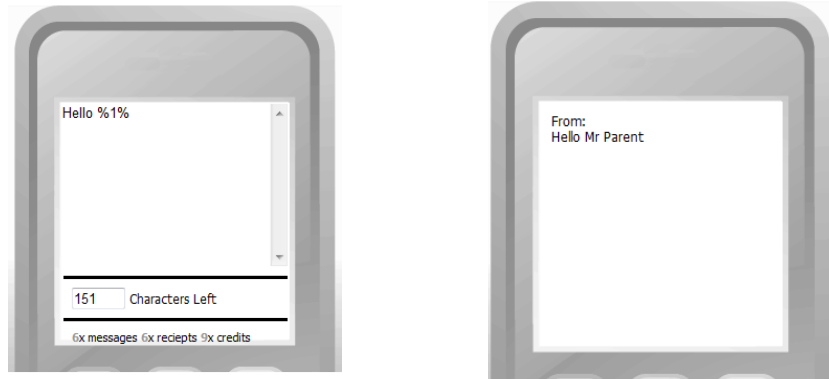 Hello %1%
151 Characters Left
6x messages 6x reciepts 9x credits
From:
Hello Mr Parent